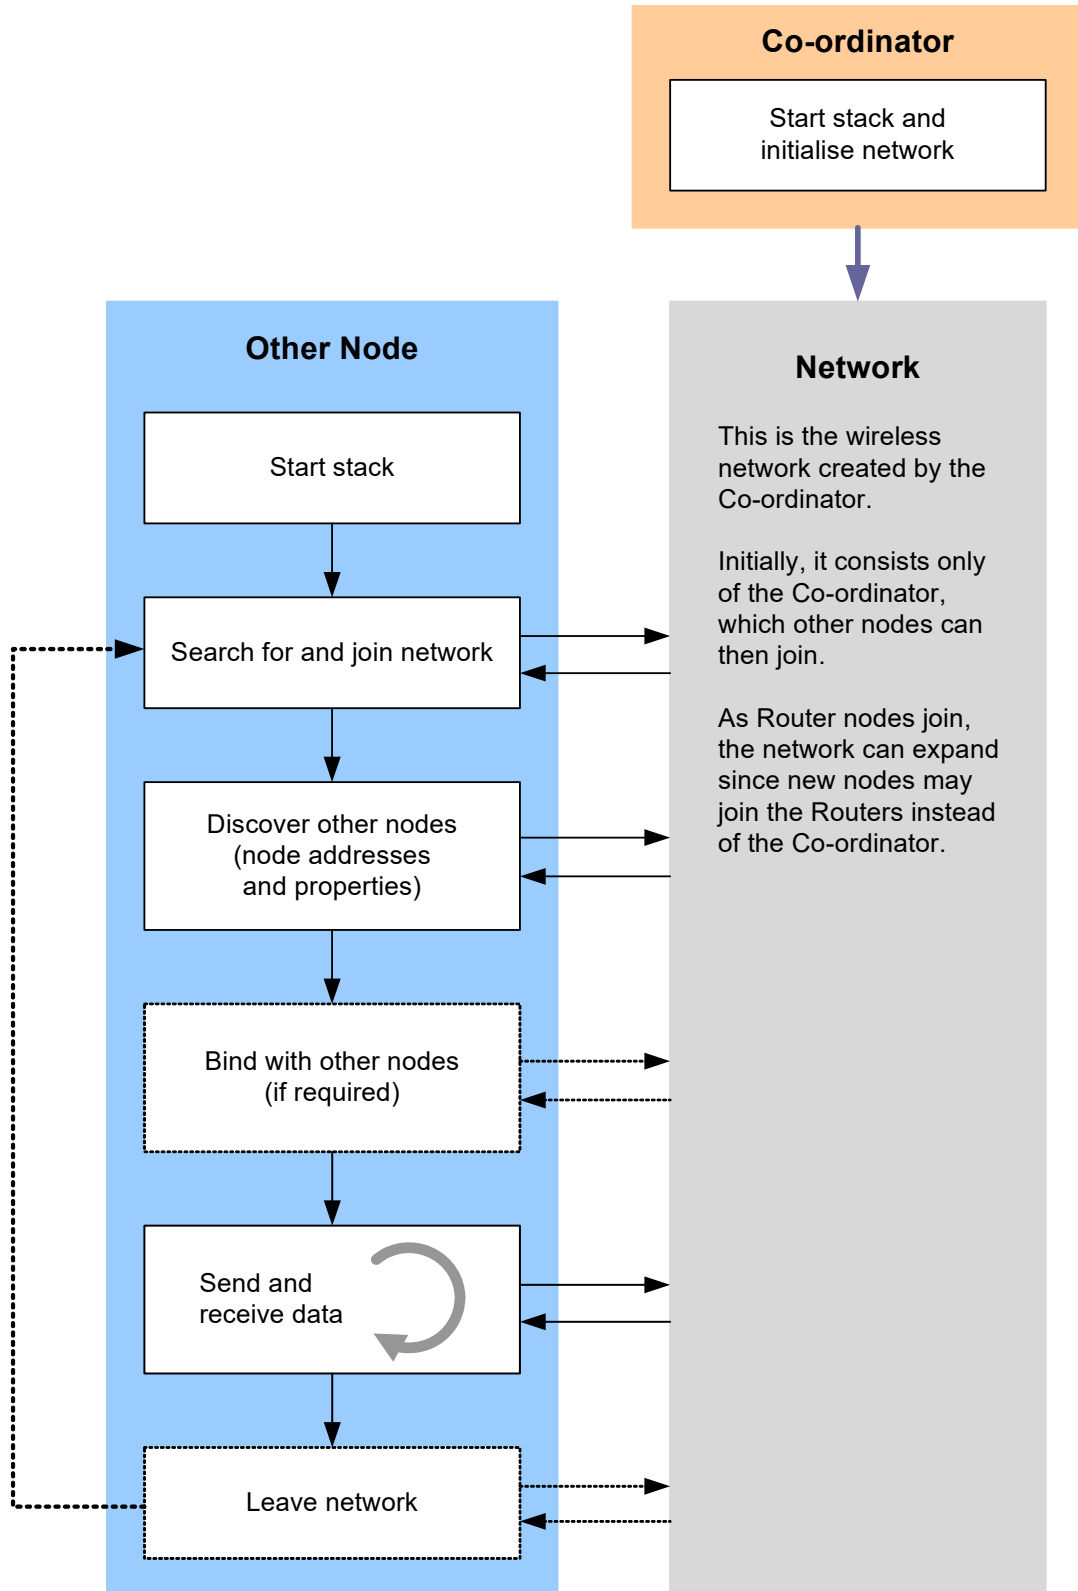 Co-ordinator
Start stack and
initialise network
Other Node
Start stack
Search for and join network
Discover other nodes
(node addresses
and properties)
Bind with other nodes
(if required)
Send and
receive data
Leave network
Network
This is the wireless
network created by the
Co-ordinator.
Initially, it consists only
of the Co-ordinator,
which other nodes can
then join.
As Router nodes join,
the network can expand
since new nodes may
join the Routers instead
of the Co-ordinator.